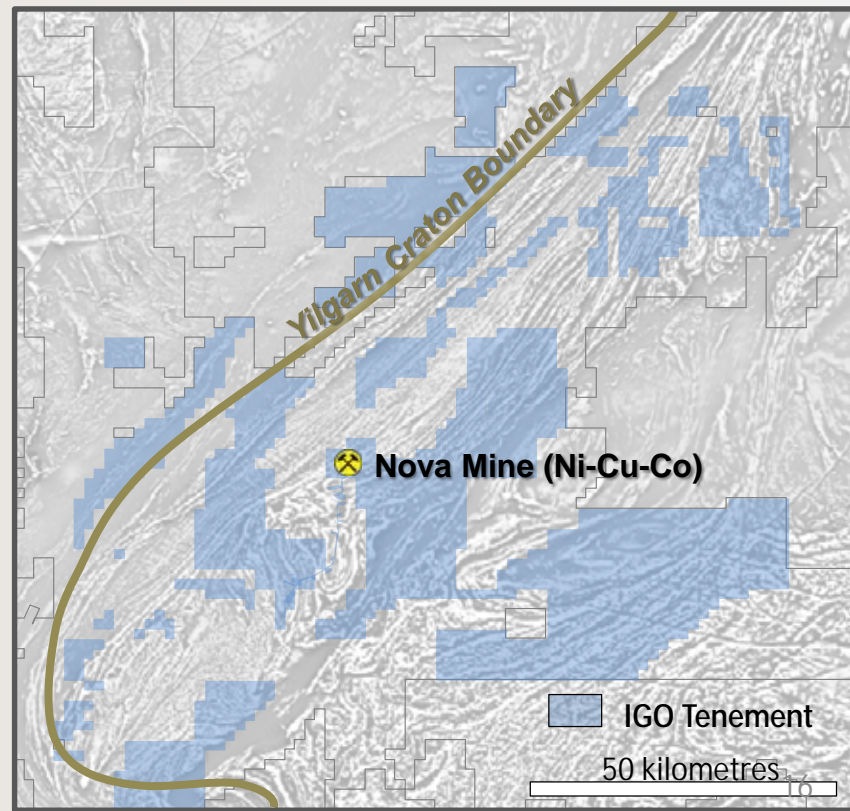 Yilgarn Craton Boundary
Nova Mine (Ni-Cu-Co)
IGO Tenement
50 kilometres
16